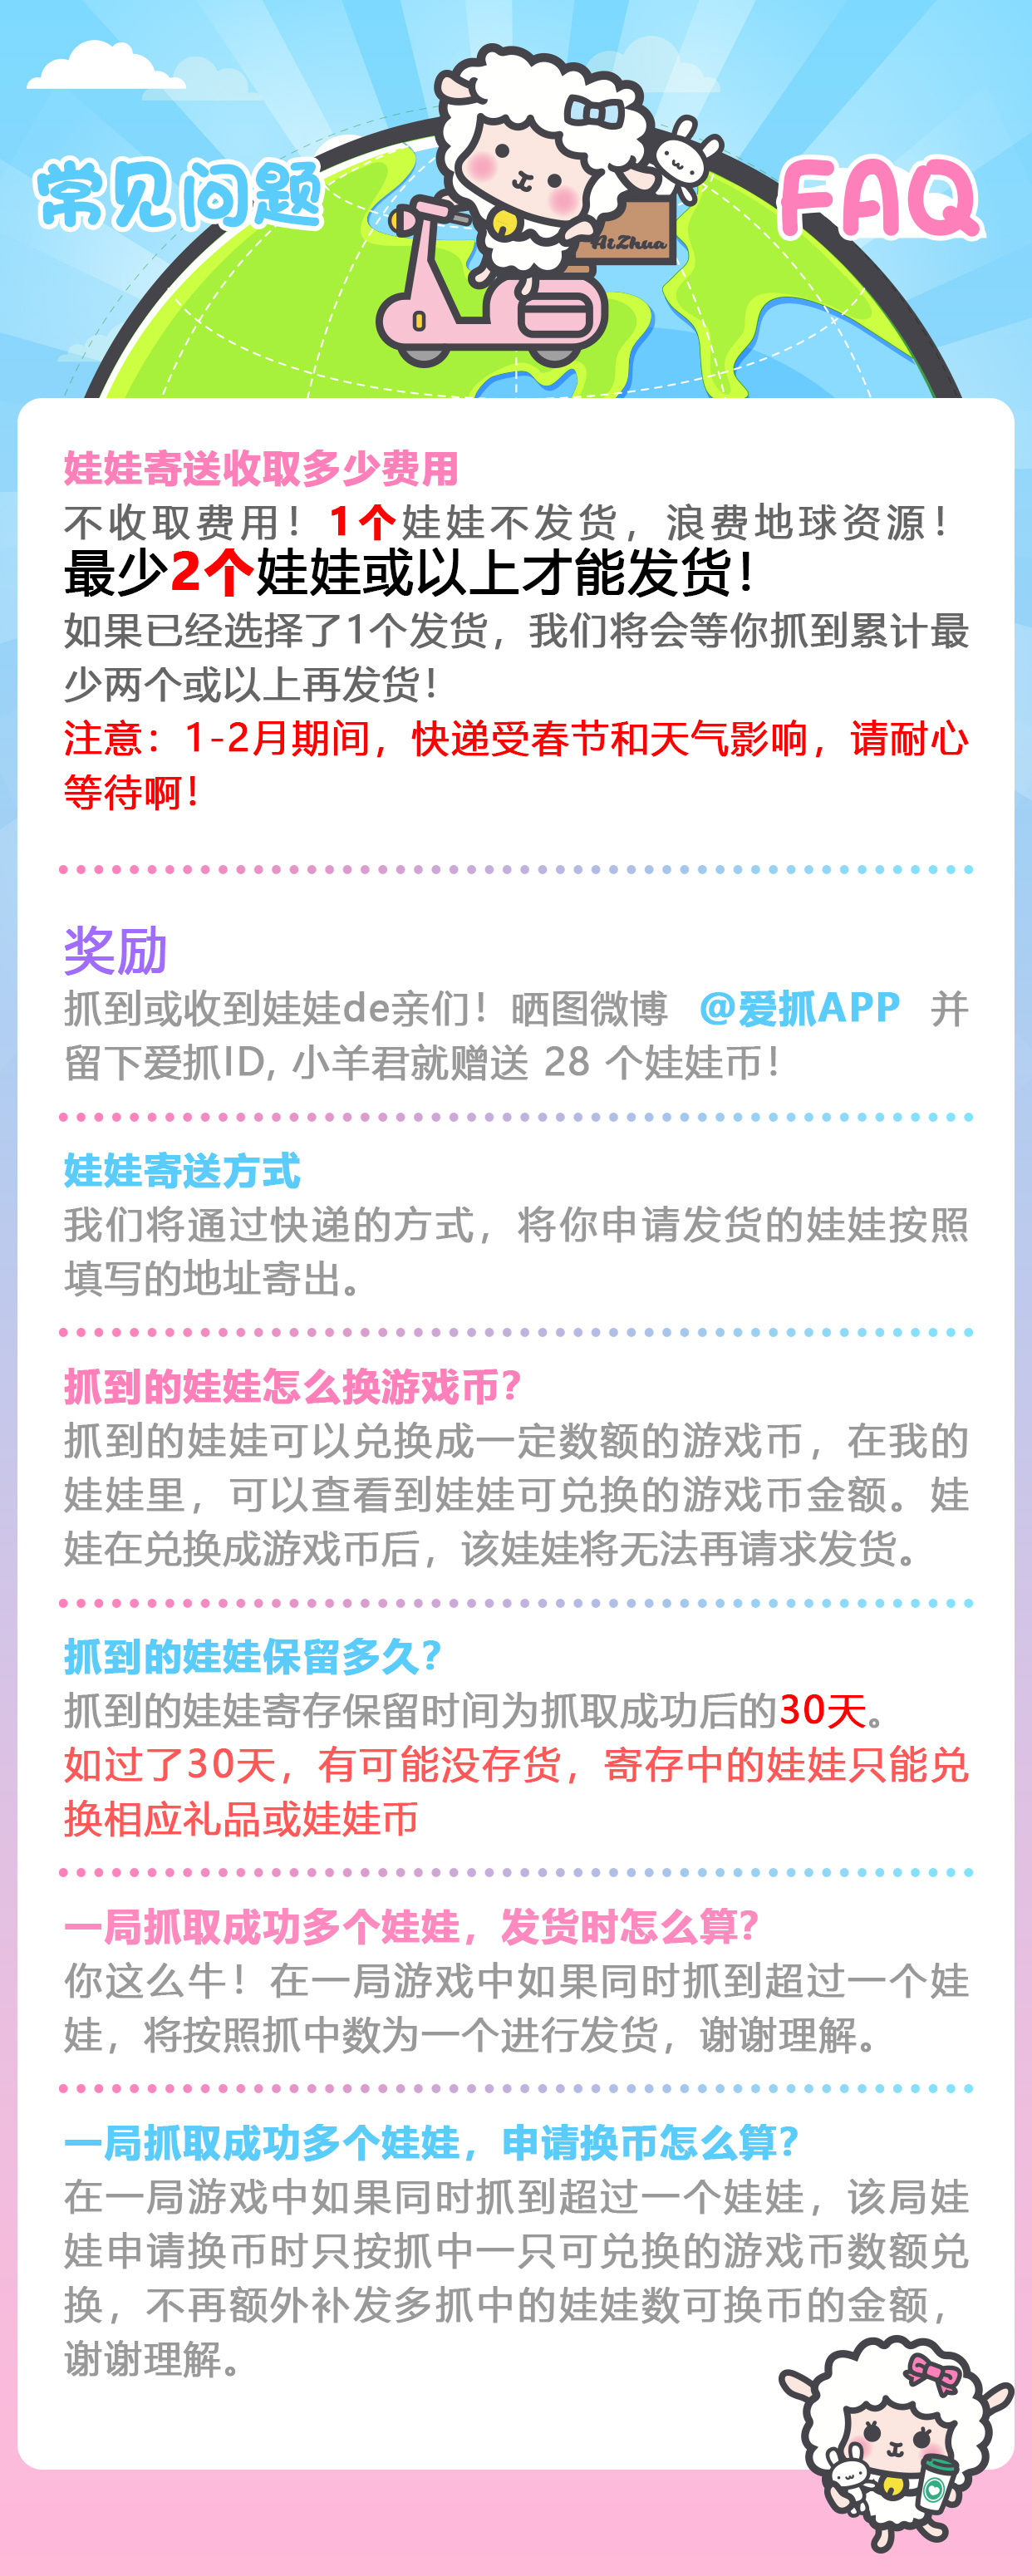 常见问题
FAQ
AiZhua
娃娃寄送收取多少费用
不收取费用！1个娃娃不发货，浪费地球资源！
最少2个娃娃或以上才能发货！
如果已经选择了1个发货，我们将会等你抓到累计最
少两个或以上再发货！
注意：1-2月期间，快递受春节和天气影响，请耐心
等待啊！
奖励
抓到或收到娃娃de亲们！晒图微博 @爱抓APP 并
留下爱抓ID, 小羊君就赠送 28 个娃娃币！
娃娃寄送方式
我们将通过快递的方式，将你申请发货的娃娃按照
填写的地址寄出。
抓到的娃娃怎么换游戏币？
抓到的娃娃可以兑换成一定数额的游戏币，在我的
娃娃里，可以查看到娃娃可兑换的游戏币金额。娃
娃在兑换成游戏币后，该娃娃将无法再请求发货。
抓到的娃娃保留多久？
抓到的娃娃寄存保留时间为抓取成功后的30天。
如过了30天，有可能没存货，寄存中的娃娃只能兑
换相应礼品或娃娃币
一局抓取成功多个娃娃，发货时怎么算？
你这么牛！在一局游戏中如果同时抓到超过一个娃
娃，将按照抓中数为一个进行发货，谢谢理解。
一局抓取成功多个娃娃，申请换币怎么算？
在一局游戏中如果同时抓到超过一个娃娃，该局娃
娃申请换币时只按抓中一只可兑换的游戏币数额兑
换，不再额外补发多抓中的娃娃数可换币的金额，
谢谢理解。